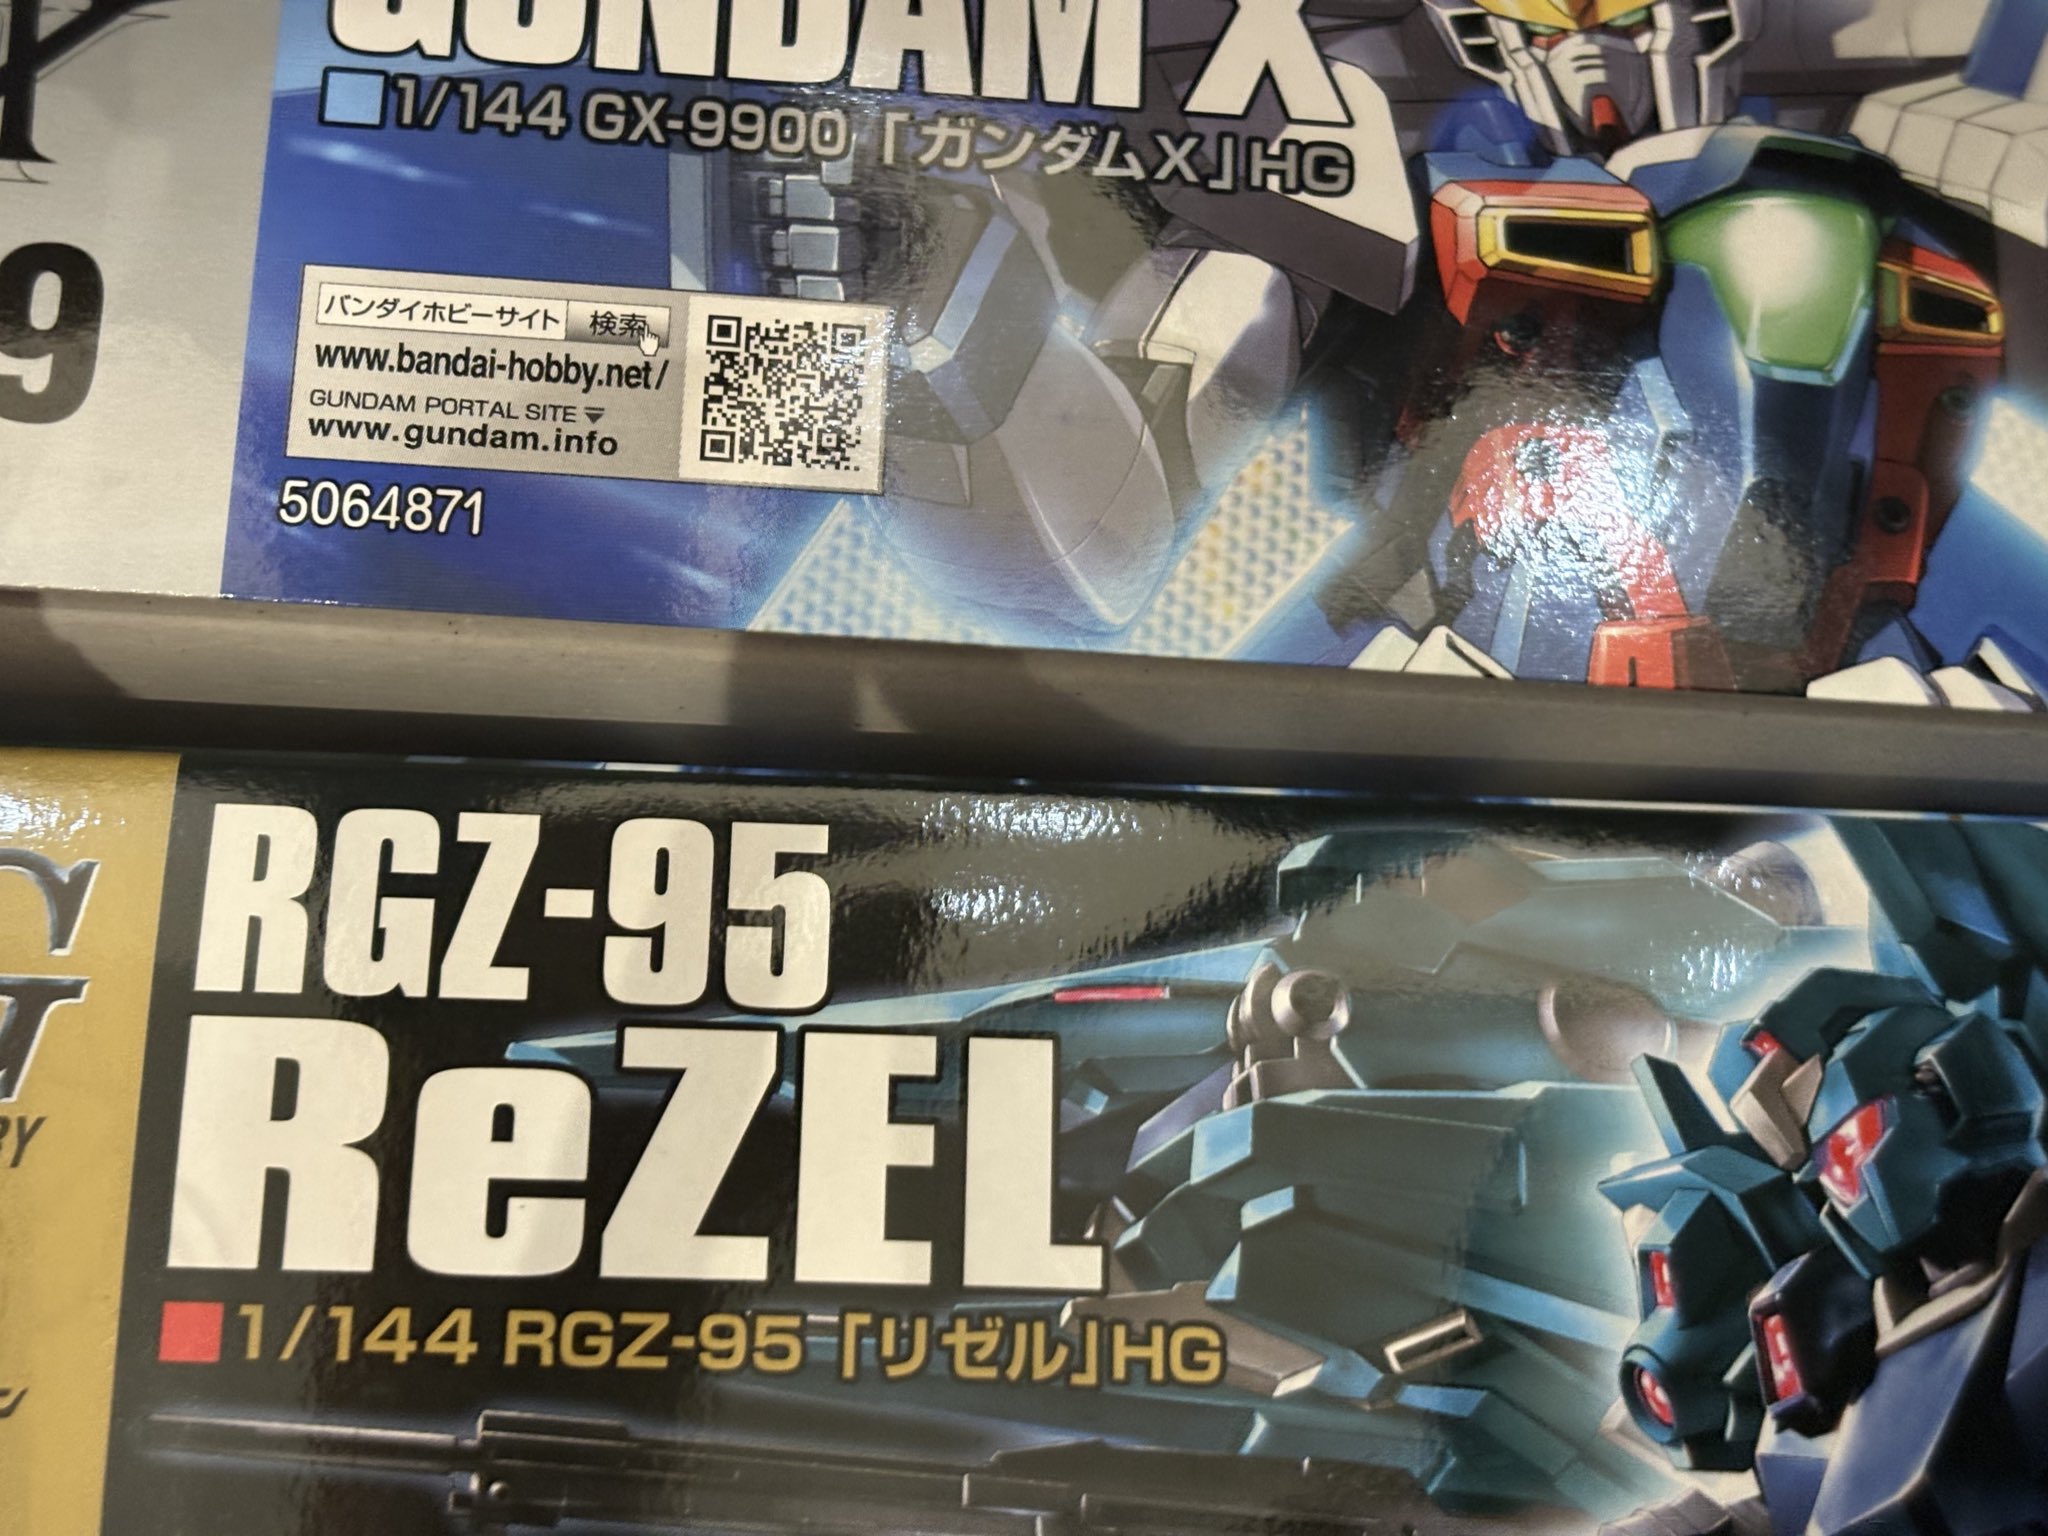 GUNDAM X
1/144 GX-9900「ガンダムX」HG
9
バンダイホビーサイト 検索
www.bandai-hobby.net/
GUNDAM PORTAL SITE▼
www.gundam.info
5064871
RGZ-95
ReZEL
1/144 RGZ-95「リゼル」HG